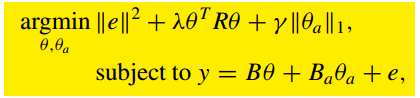 argmin ‖e‖² + λθᵀRθ + γ‖θₐ‖₁,
θ,θₐ
subject to y = Bθ + Bₐθₐ + e,